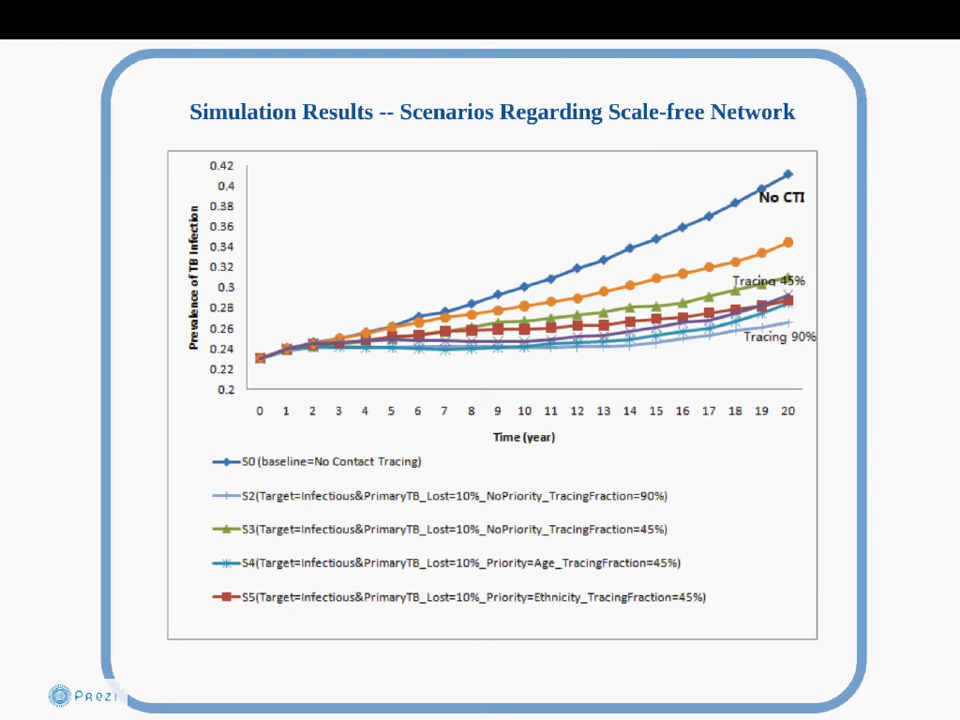 Simulation Results -- Scenarios Regarding Scale-free Network
0.42
0.4
0.38
0.36
0.34
0.32
0.3
0.28
0.26
0.24
0.22
0.2
Prevalence of TB Infection
No CTI
Tracing 45%
Tracing 90%
0 1 2 3 4 5 6 7 8 9 10 11 12 13 14 15 16 17 18 19 20
Time (year)
S0 (baseline=No Contact Tracing)
S2(Target=Infectious&PrimaryTB_Lost=10%_NoPriority_TracingFraction=90%)
S3(Target=Infectious&PrimaryTB_Lost=10%_NoPriority_TracingFraction=45%)
S4(Target=Infectious&PrimaryTB_Lost=10%_Priority=Age_TracingFraction=45%)
S5(Target=Infectious&PrimaryTB_Lost=10%_Priority=Ethnicity_TracingFraction=45%)
Prezi